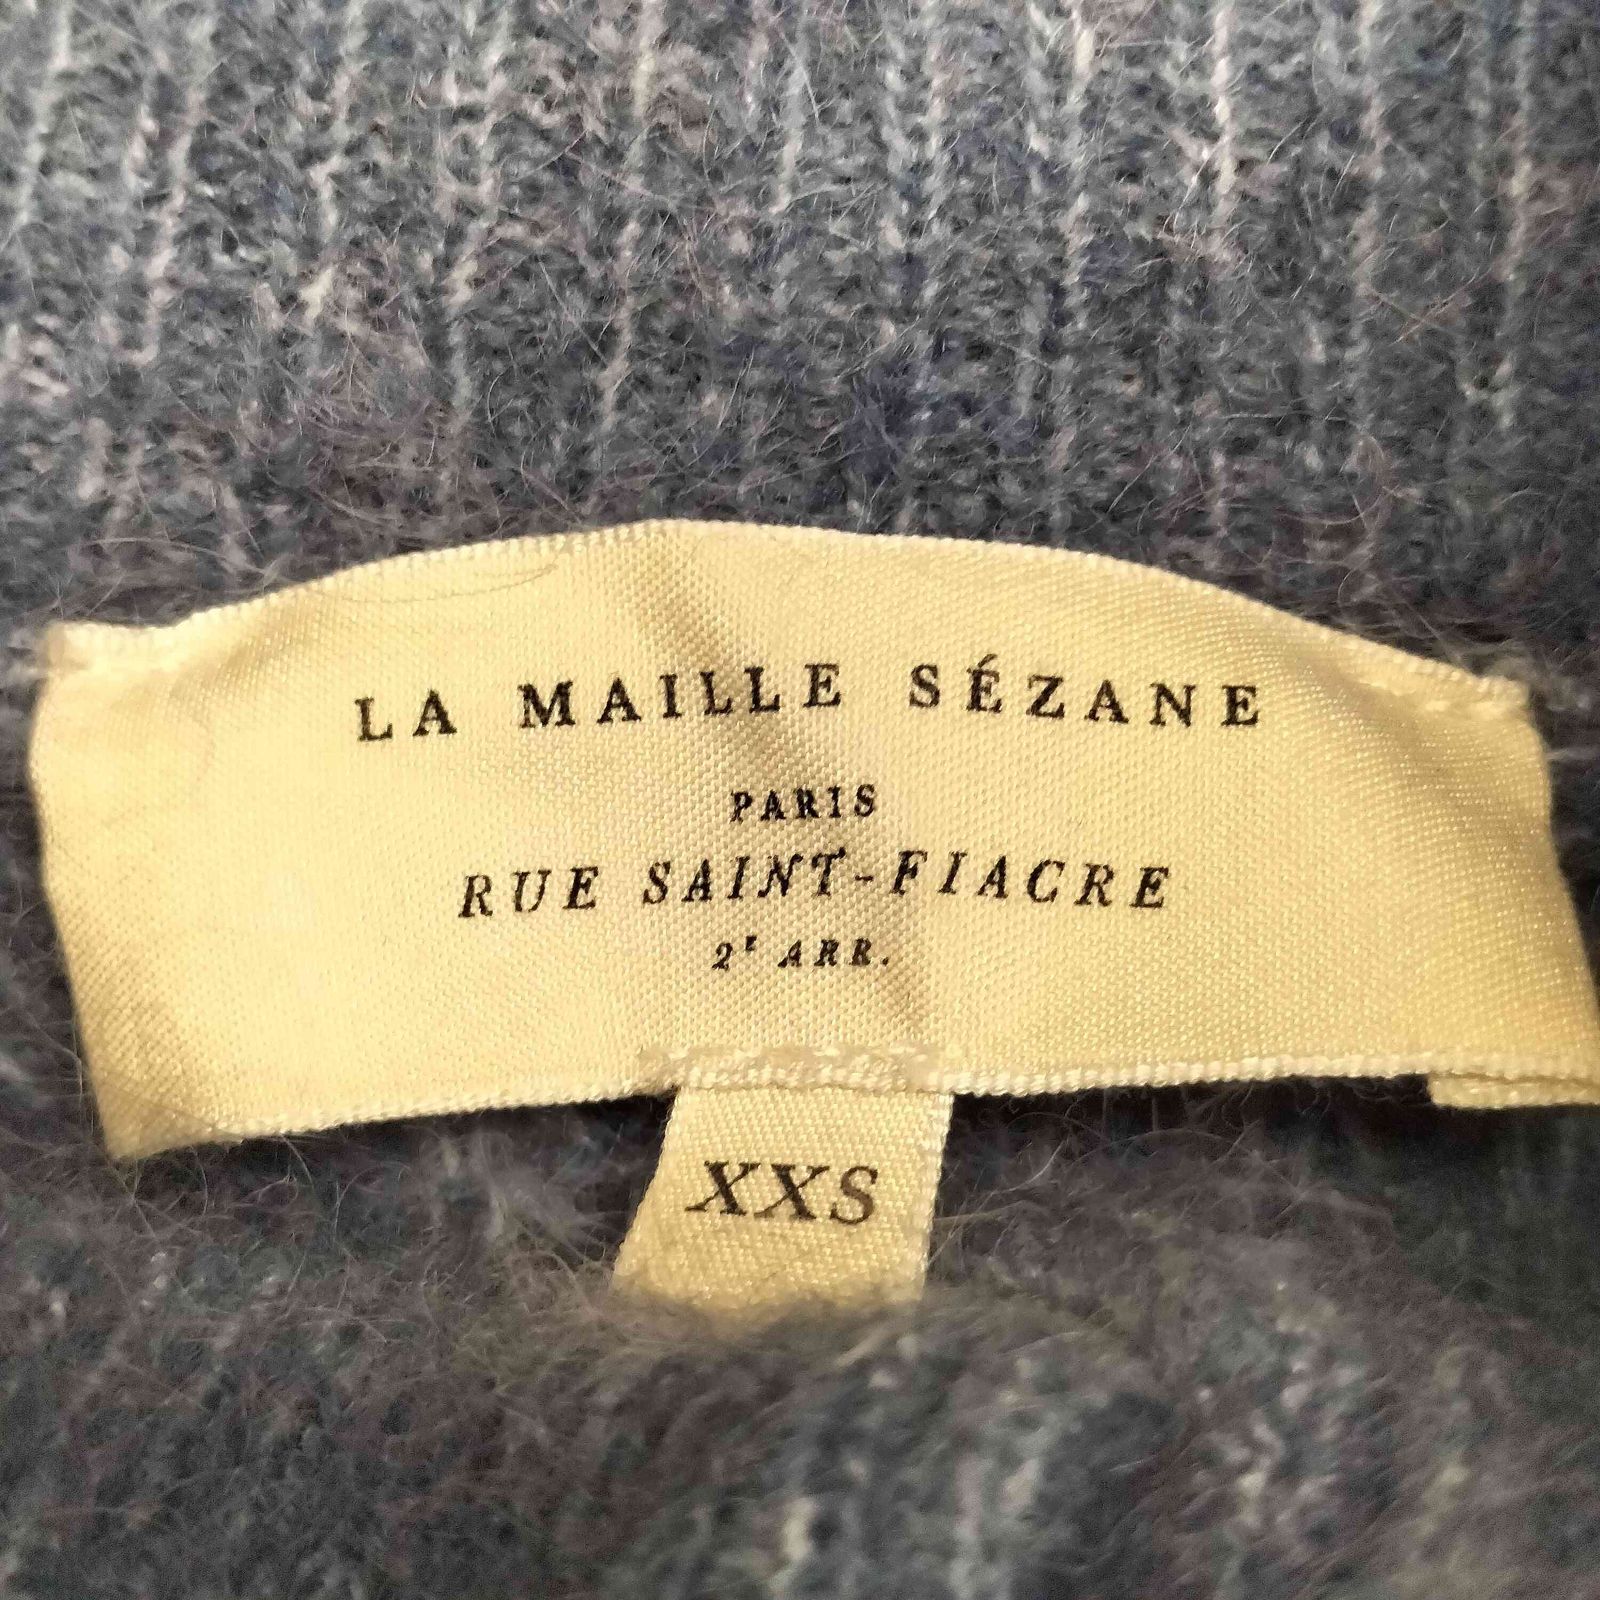 LA MAILLE SÉZANE
PARIS
RUE SAINT-FIACRE
2E ARR.
XXS